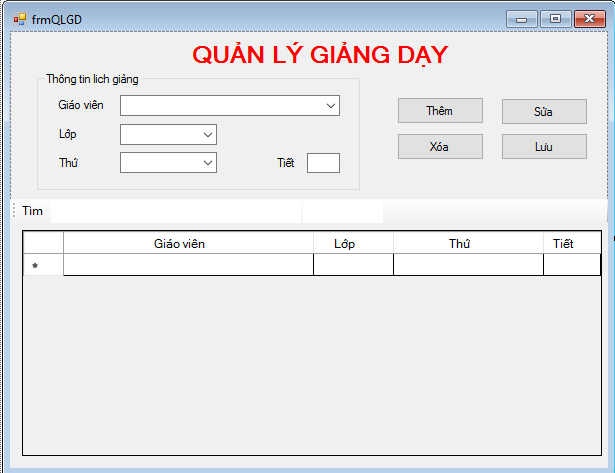 frmQLGD
QUẢN LÝ GIẢNG DẠY
Thông tin lich giảng
Giáo viên
Thêm
Sửa
Lớp
Xóa
Lưu
Thứ
Tiết
Tìm
Giáo viên Lớp Thứ Tiết
*